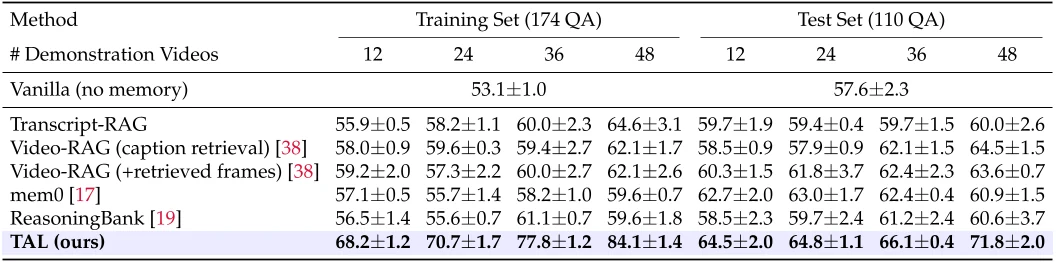 Method Training Set (174 QA) Test Set (110 QA)
# Demonstration Videos 12 24 36 48 12 24 36 48
Vanilla (no memory) 53.1±1.0 57.6±2.3
Transcript-RAG 55.9±0.5 58.2±1.1 60.0±2.3 64.6±3.1 59.7±1.9 59.4±0.4 59.7±1.5 60.0±2.6
Video-RAG (caption retrieval) [38] 58.0±0.9 59.6±0.3 59.4±2.7 62.1±1.7 58.5±0.9 57.9±0.9 62.1±1.5 64.5±1.5
Video-RAG (+retrieved frames) [38] 59.2±2.0 57.3±2.2 60.0±2.7 62.1±2.6 60.3±1.5 61.8±3.7 62.4±2.3 63.6±0.7
mem0 [17] 57.1±0.5 55.7±1.4 58.2±1.0 59.6±0.7 62.7±2.0 63.0±1.7 62.4±0.4 60.9±1.5
ReasoningBank [19] 56.5±1.4 55.6±0.7 61.1±0.7 59.6±1.8 58.5±2.3 59.7±2.4 61.2±2.4 60.6±3.7
TAL (ours) 68.2±1.2 70.7±1.7 77.8±1.2 84.1±1.4 64.5±2.0 64.8±1.1 66.1±0.4 71.8±2.0